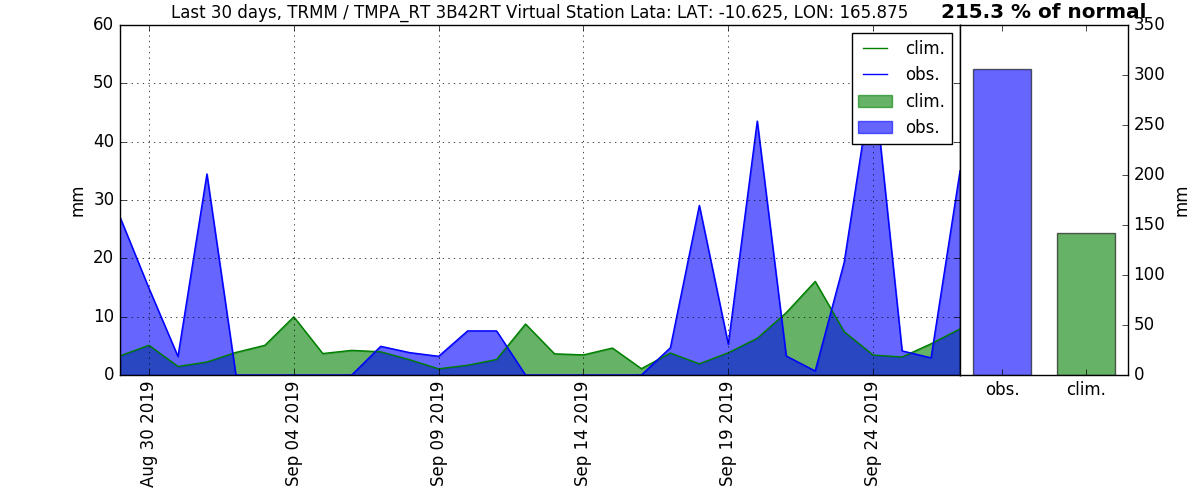 Last 30 days, TRMM / TMPA_RT 3B42RT Virtual Station Lata: LAT: -10.625, LON: 165.875
215.3 % of normal
60
50
40
30
20
10
0
mm
clim.
obs.
clim.
obs.
350
300
250
200
150
100
50
0
mm
obs.
clim.
Aug 30 2019
Sep 04 2019
Sep 09 2019
Sep 14 2019
Sep 19 2019
Sep 24 2019